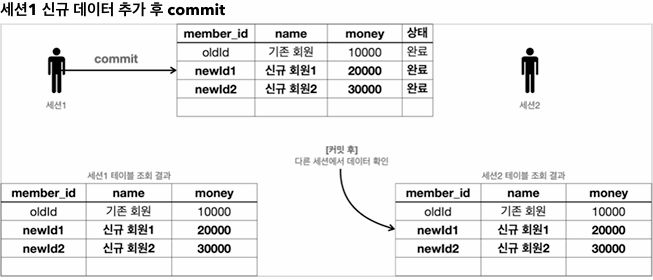 세션1 신규 데이터 추가 후 commit
member_id name money 상태
oldId 기존 회원 10000 완료
newId1 신규 회원1 20000 완료
newId2 신규 회원2 30000 완료
commit
세션1
세션2
[커밋 후]
다른 세션에서 데이터 확인
세션1 테이블 조회 결과
member_id name money
oldId 기존 회원 10000
newId1 신규 회원1 20000
newId2 신규 회원2 30000
세션2 테이블 조회 결과
member_id name money
oldId 기존 회원 10000
newId1 신규 회원1 20000
newId2 신규 회원2 30000